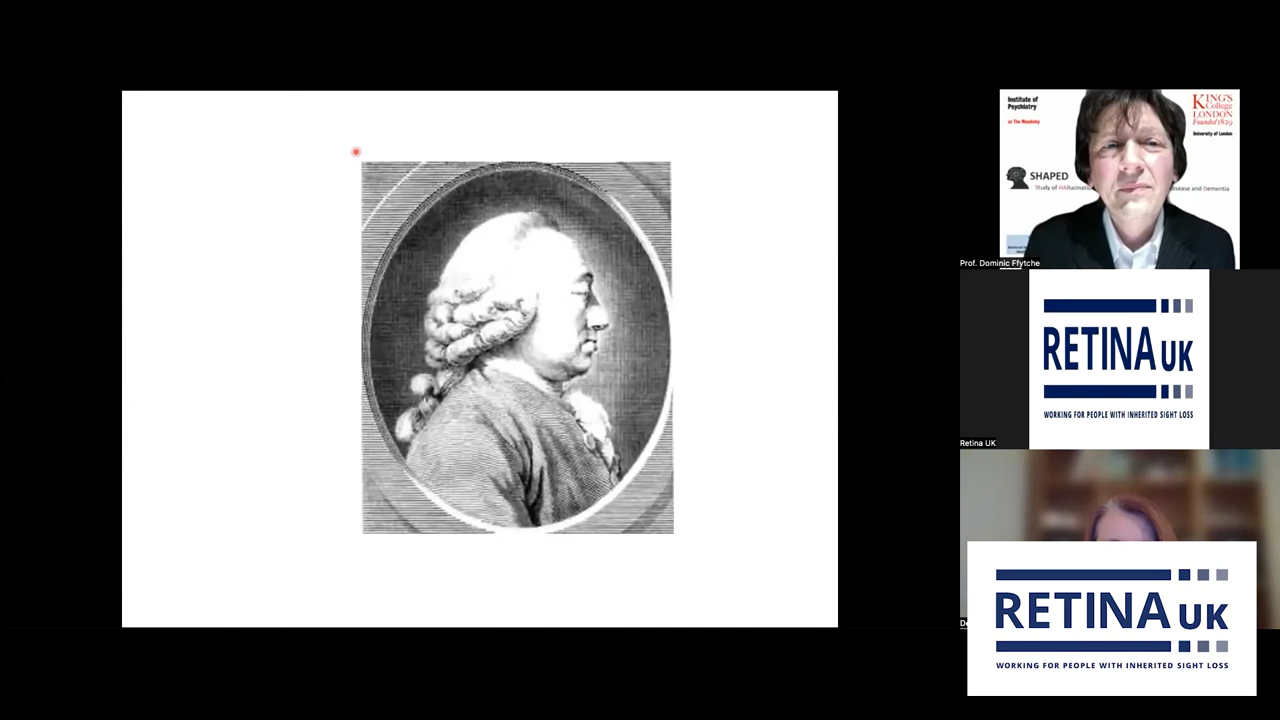 Institute of
Psychiatry
at The Maudsley
KING'S
College
LONDON
Founded 1829
University of London
SHAPED
Study of HAllucinatio
isease and Dementia
Prof. Dominic Ffytche
RETINA UK
WORKING FOR PEOPLE WITH INHERITED SIGHT LOSS
Retina UK
RETINA UK
WORKING FOR PEOPLE WITH INHERITED SIGHT LOSS